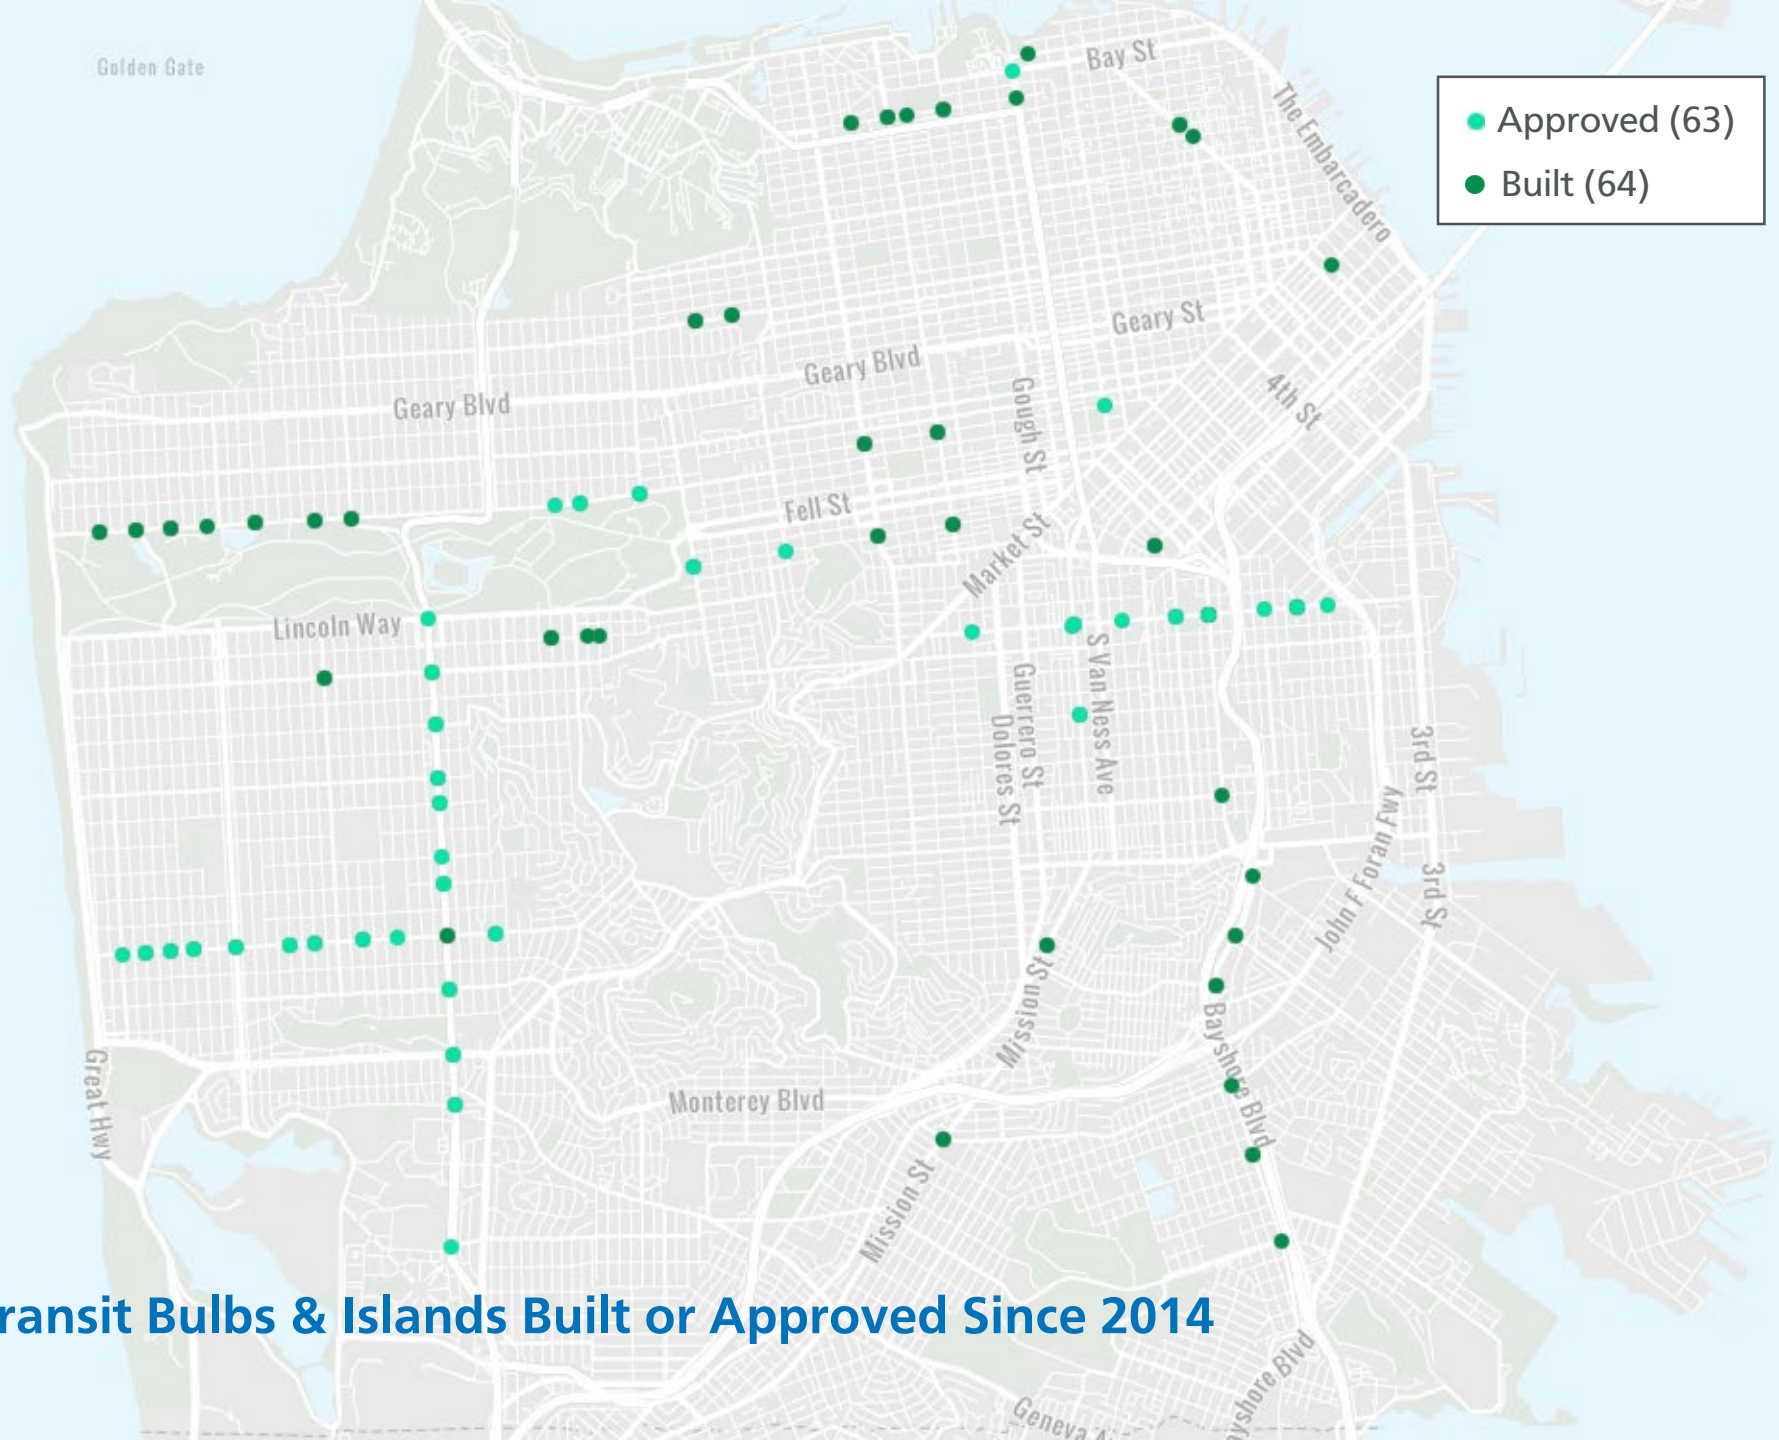 Golden Gate
Bay St
The Embarcadero
Approved (63)
Built (64)
Geary St
Geary Blvd
Geary Blvd
4th St
Gough St
Fell St
Market St
Lincoln Way
S Van Ness Ave
Guerrero St
Dolores St
3rd St
John F Foran Fwy
3rd St
Mission St
Bayshore Blvd
Great Hwy
Monterey Blvd
Mission St
ransit Bulbs & Islands Built or Approved Since 2014
yshore Blvd
Geneva A